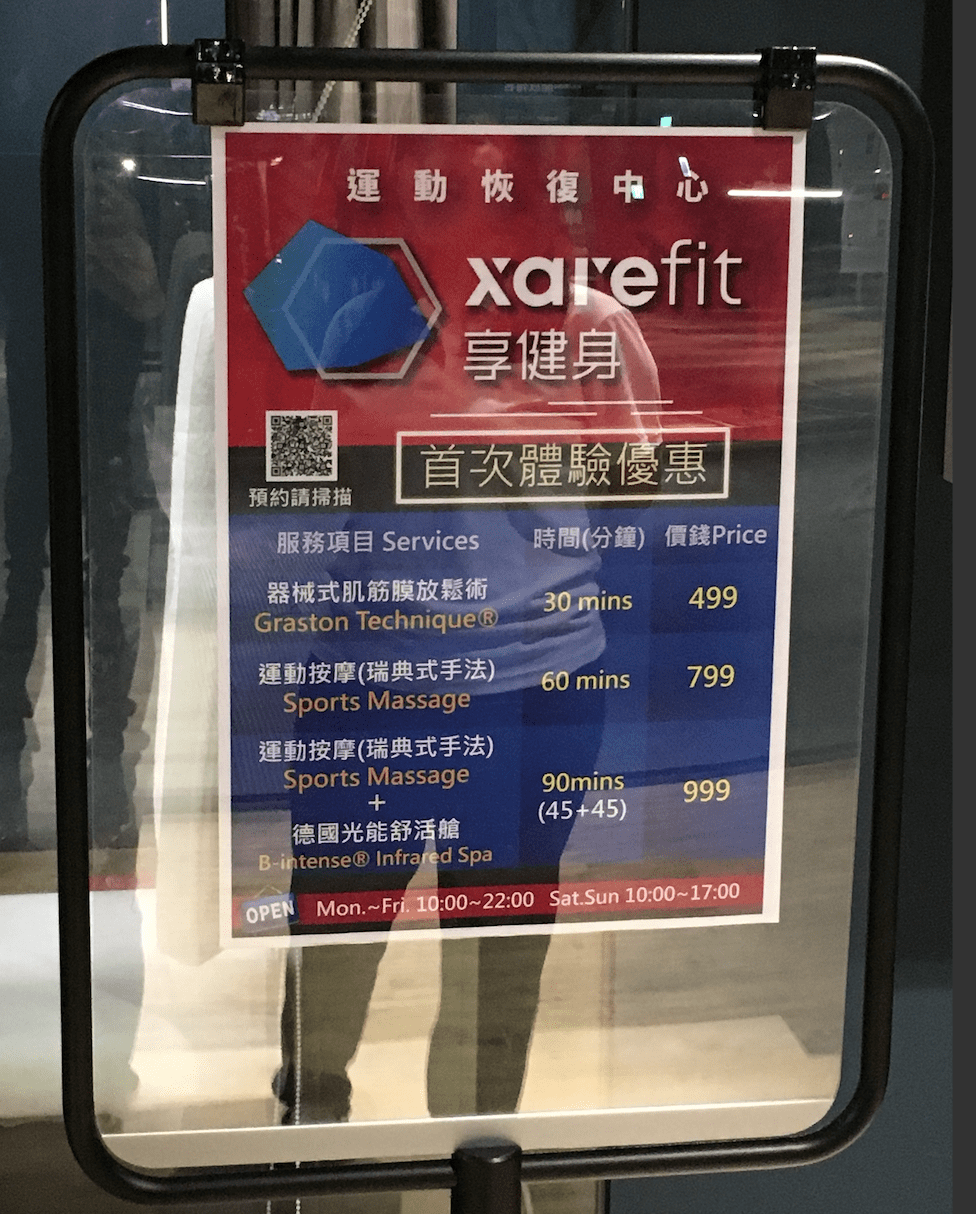 運動恢復中心
xarefit
享健身
首次體驗優惠
預約請掃描
服務項目 Services 時間(分鐘) 價錢Price
器械式肌筋膜放鬆術
Graston Technique® 30 mins 499
運動按摩(瑞典式手法)
Sports Massage 60 mins 799
運動按摩(瑞典式手法)
Sports Massage
+
德國光能舒活艙
B-intense® Infrared Spa
90mins
(45+45)
999
OPEN Mon.~Fri. 10:00~22:00 Sat.Sun 10:00~17:00